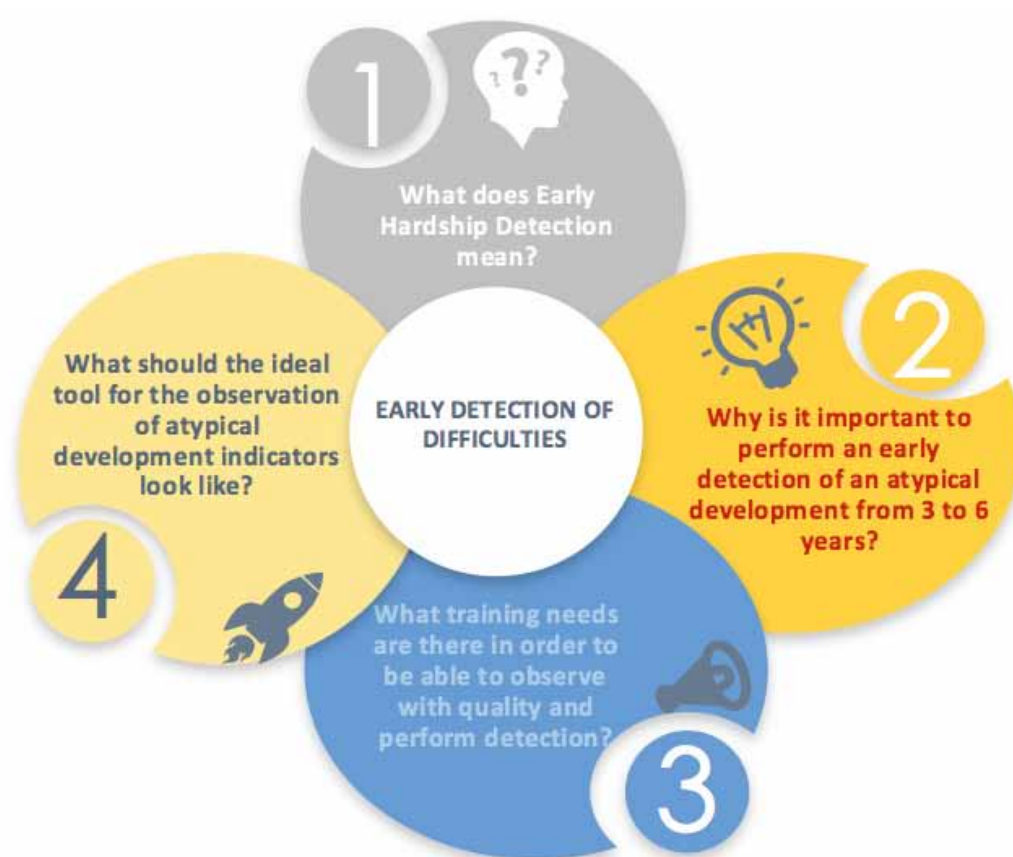 1
What does Early
Hardship Detection
mean?
2
Why is it important to
perform an early
detection of an atypical
development from 3 to 6
years?
EARLY DETECTION OF
DIFFICULTIES
What should the ideal
tool for the observation
of atypical
development indicators
look like?
4
What training needs
are there in order to
be able to observe
with quality and
perform detection?
3